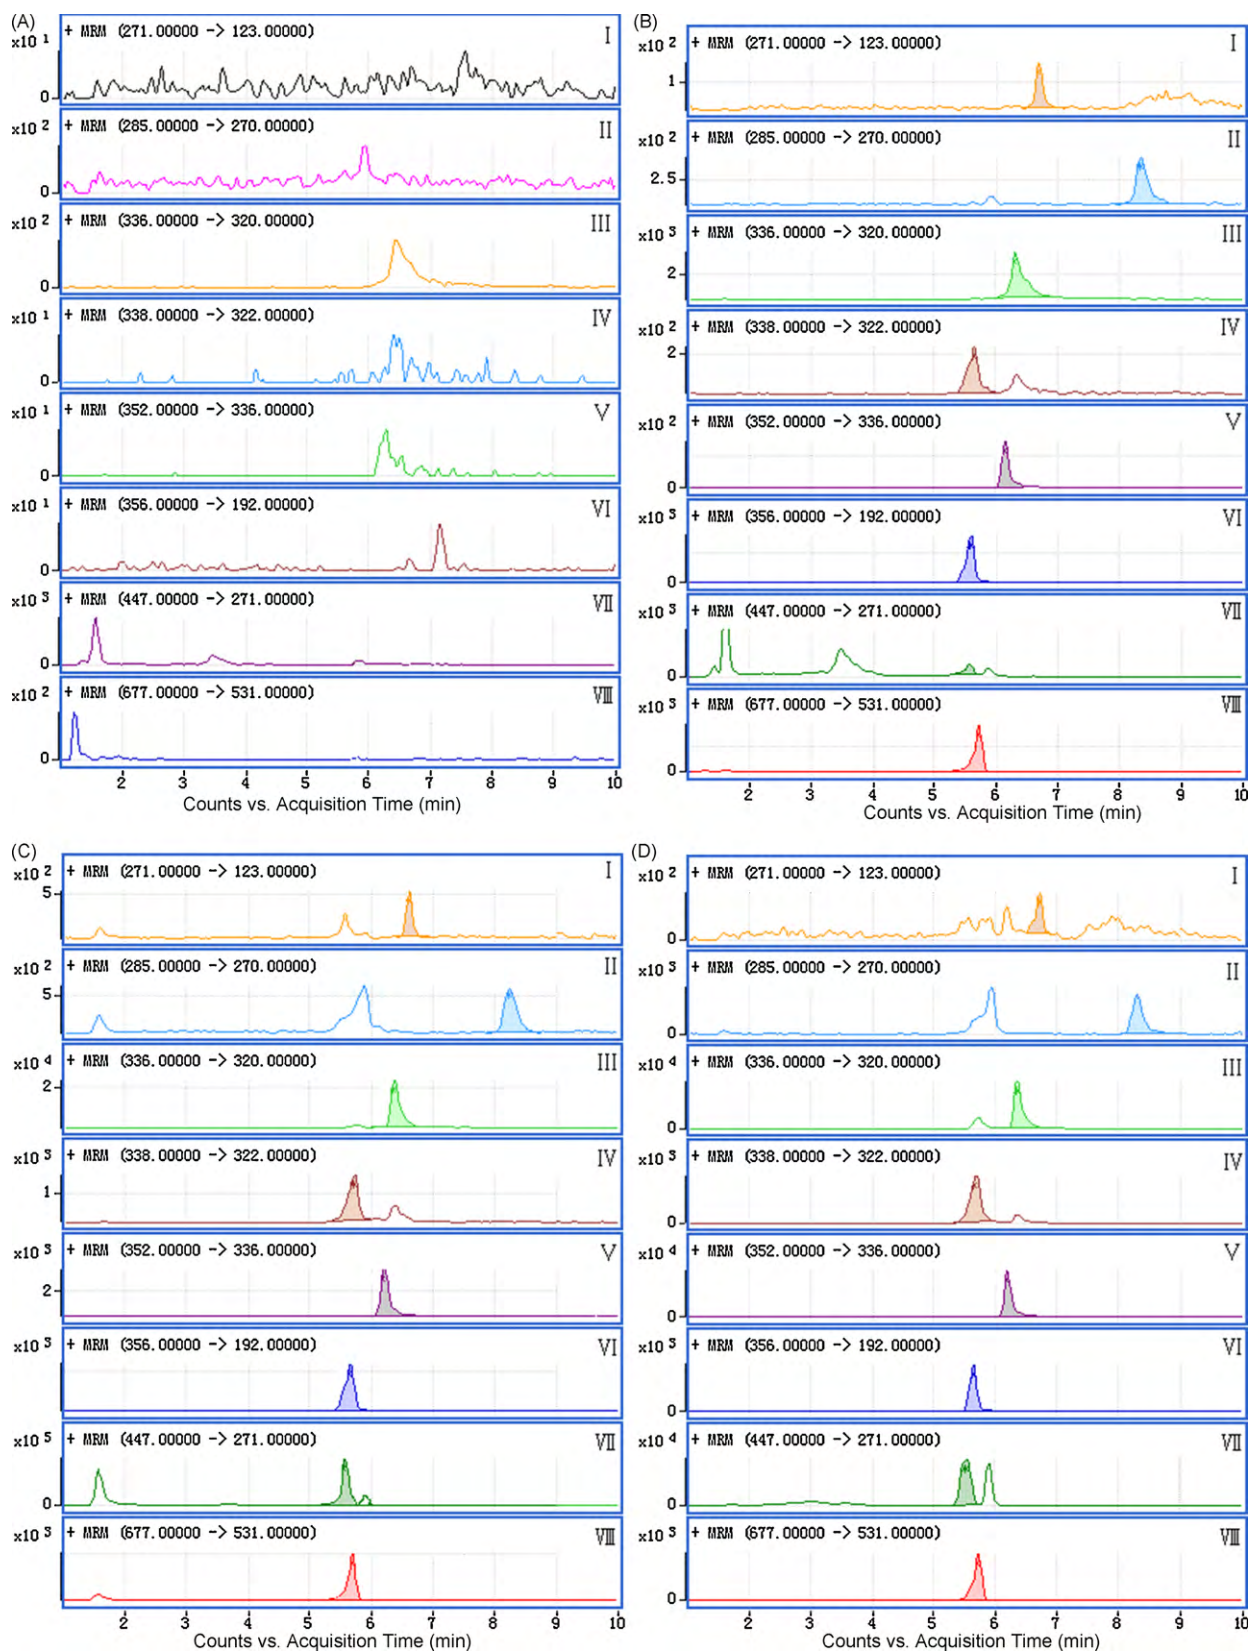 (A)
+ MRM (271.00000 -> 123.00000) I
x10 1
0
+ MRM (285.00000 -> 270.00000) II
x10 2
0
+ MRM (336.00000 -> 320.00000) III
x10 2
0
+ MRM (338.00000 -> 322.00000) IV
x10 1
0
+ MRM (352.00000 -> 336.00000) V
x10 1
0
+ MRM (356.00000 -> 192.00000) VI
x10 1
0
+ MRM (447.00000 -> 271.00000) VII
x10 3
0
+ MRM (677.00000 -> 531.00000) VIII
x10 2
0
2 3 4 5 6 7 8 9 10
Counts vs. Acquisition Time (min)
(B)
+ MRM (271.00000 -> 123.00000) I
x10 2
1
+ MRM (285.00000 -> 270.00000) II
x10 2
2.5
+ MRM (336.00000 -> 320.00000) III
x10 3
2
+ MRM (338.00000 -> 322.00000) IV
x10 2
2
+ MRM (352.00000 -> 336.00000) V
x10 2
0
+ MRM (356.00000 -> 192.00000) VI
x10 3
0
+ MRM (447.00000 -> 271.00000) VII
x10 3
0
+ MRM (677.00000 -> 531.00000) VIII
x10 3
0
2 3 4 5 6 7 8 9 10
Counts vs. Acquisition Time (min)
(C)
+ MRM (271.00000 -> 123.00000) I
x10 2
5
+ MRM (285.00000 -> 270.00000) II
x10 2
5
+ MRM (336.00000 -> 320.00000) III
x10 4
2
+ MRM (338.00000 -> 322.00000) IV
x10 3
1
+ MRM (352.00000 -> 336.00000) V
x10 3
2
+ MRM (356.00000 -> 192.00000) VI
x10 3
+ MRM (447.00000 -> 271.00000) VII
x10 5
0
+ MRM (677.00000 -> 531.00000) VIII
x10 3
2 3 4 5 6 7 8 9 10
Counts vs. Acquisition Time (min)
(D)
+ MRM (271.00000 -> 123.00000) I
x10 2
0
+ MRM (285.00000 -> 270.00000) II
x10 3
0
+ MRM (336.00000 -> 320.00000) III
x10 4
0
+ MRM (338.00000 -> 322.00000) IV
x10 3
0
+ MRM (352.00000 -> 336.00000) V
x10 4
0
+ MRM (356.00000 -> 192.00000) VI
x10 3
0
+ MRM (447.00000 -> 271.00000) VII
x10 4
0
+ MRM (677.00000 -> 531.00000) VIII
x10 3
0
2 3 4 5 6 7 8 9 10
Counts vs. Acquisition Time (min)